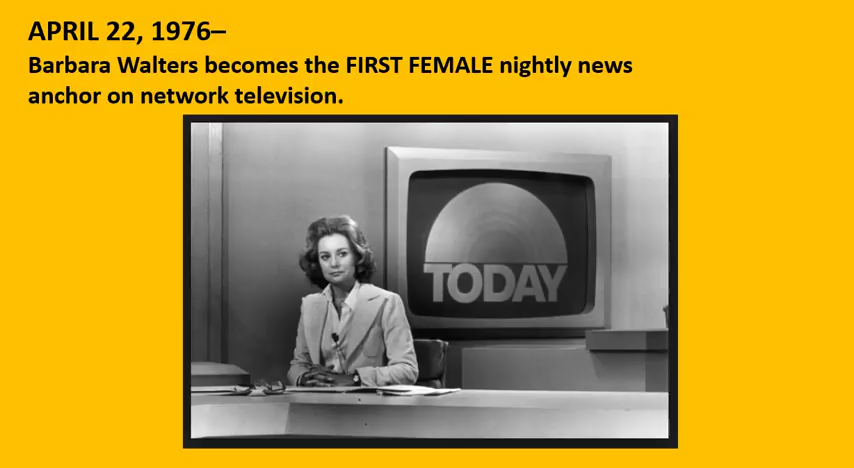 APRIL 22, 1976–
Barbara Walters becomes the FIRST FEMALE nightly news
anchor on network television.
TODAY